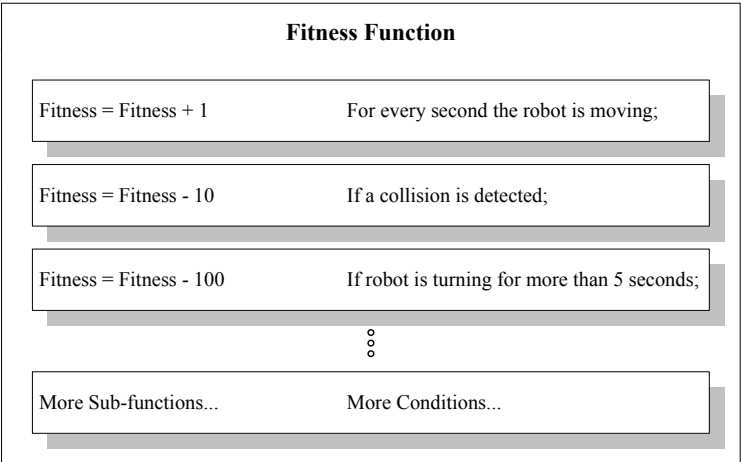 Fitness Function
Fitness = Fitness + 1 For every second the robot is moving;
Fitness = Fitness - 10 If a collision is detected;
Fitness = Fitness - 100 If robot is turning for more than 5 seconds;
More Sub-functions... More Conditions...